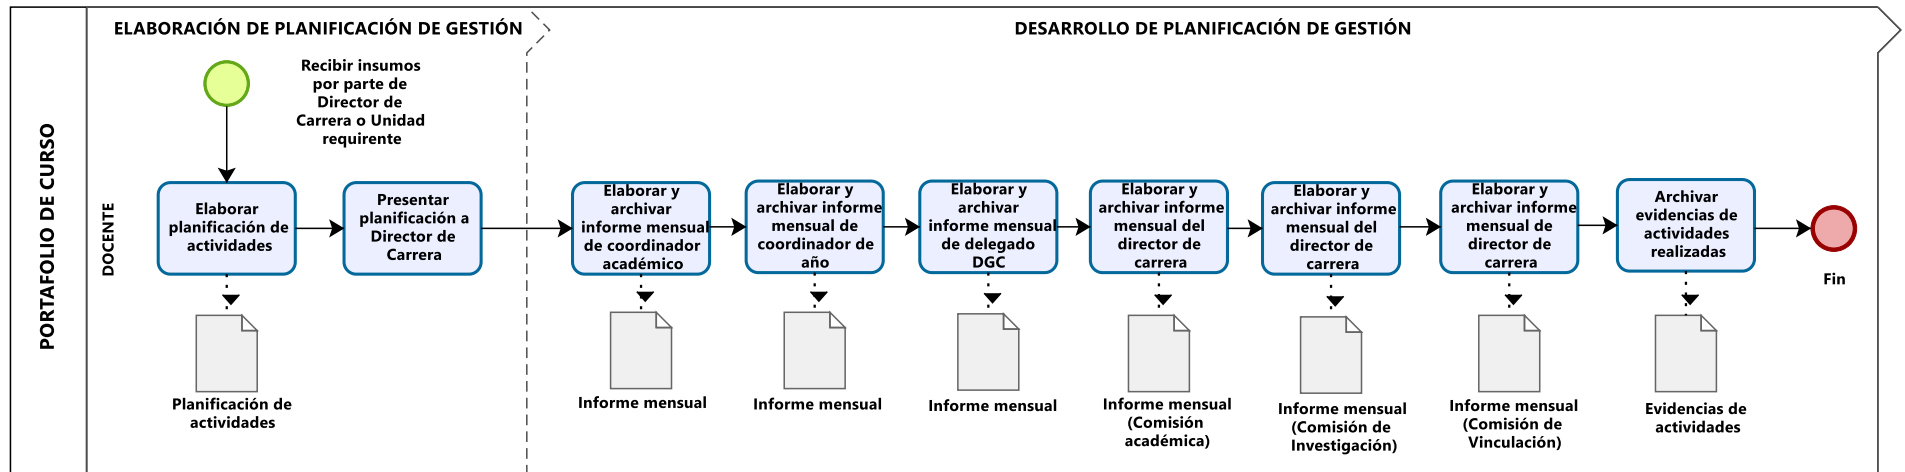 ELABORACIÓN DE PLANIFICACIÓN DE GESTIÓN
DESARROLLO DE PLANIFICACIÓN DE GESTIÓN
PORTAFOLIO DE CURSO
DOCENTE
Recibir insumos
por parte de
Director de
Carrera o Unidad
requirente
Elaborar
planificación de
actividades
Presentar
planificación a
Director de
Carrera
Elaborar y
archivar
informe mensual
de coordinador
académico
Elaborar y
archivar informe
mensual de
coordinador de
año
Elaborar y
archivar
informe mensual
de delegado
DGC
Elaborar y
archivar informe
mensual del
director de
carrera
Elaborar y
archivar informe
mensual del
director de
carrera
Elaborar y
archivar informe
mensual de
director de
carrera
Archivar
evidencias de
actividades
realizadas
Fin
Planificación de
actividades
Informe mensual
Informe mensual
Informe mensual
Informe mensual
(Comisión
académica)
Informe mensual
(Comisión de
Investigación)
Informe mensual
(Comisión de
Vinculación)
Evidencias de
actividades